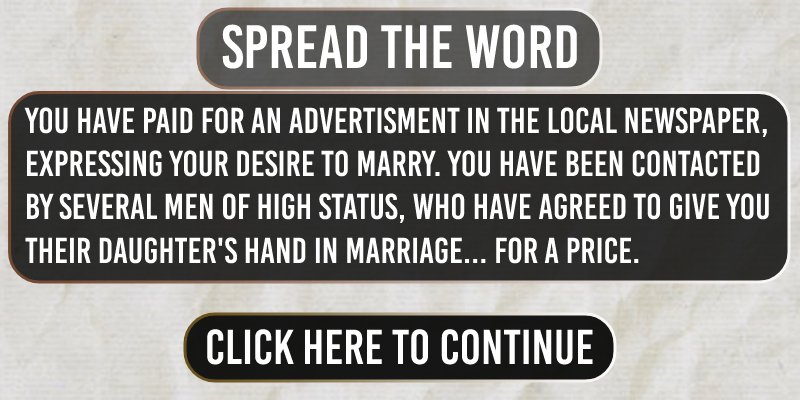 SPREAD THE WORD
YOU HAVE PAID FOR AN ADVERTISMENT IN THE LOCAL NEWSPAPER,
EXPRESSING YOUR DESIRE TO MARRY. YOU HAVE BEEN CONTACTED
BY SEVERAL MEN OF HIGH STATUS, WHO HAVE AGREED TO GIVE YOU
THEIR DAUGHTER'S HAND IN MARRIAGE... FOR A PRICE.
CLICK HERE TO CONTINUE